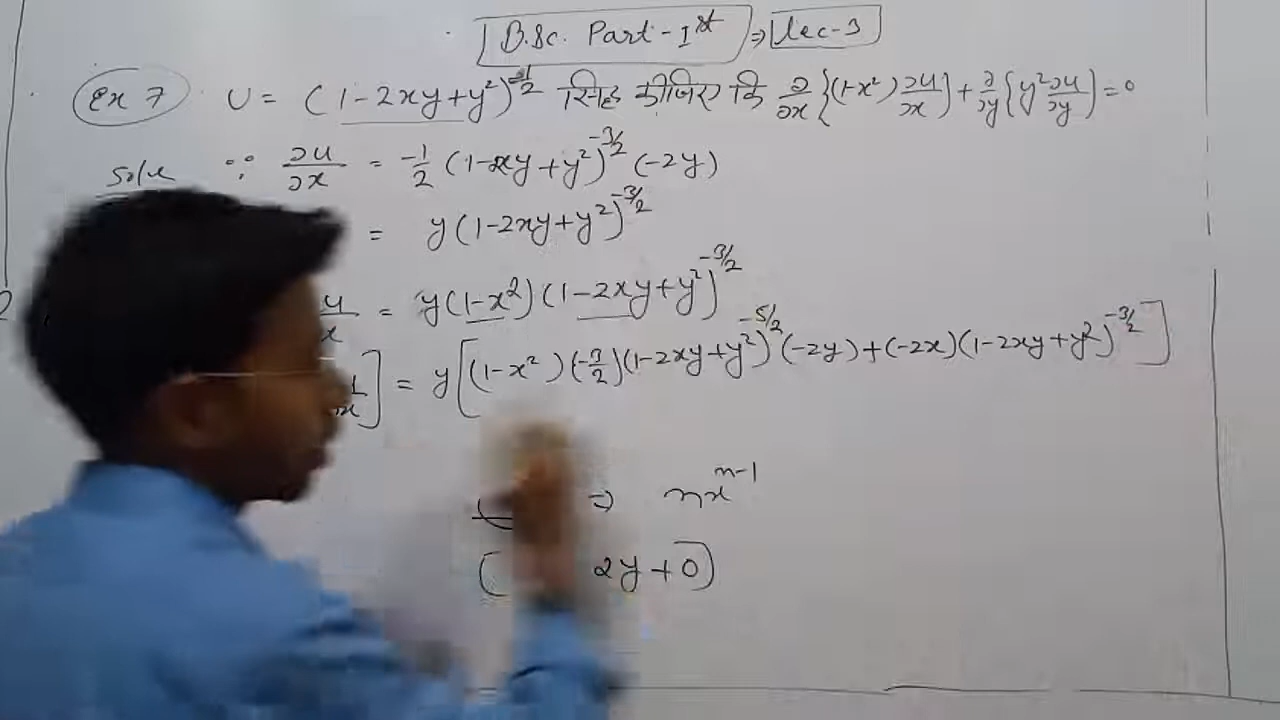 B.Sc. Part-Iˢᵗ ⇒ Lec-3
Ex 7 U = (1-2xy+y²)^-1/2 सिद्ध कीजिए कि ∂/∂x {(1-x²) ∂u/∂x} + ∂/∂y {y² ∂u/∂y} = 0
Solu ∵ ∂u/∂x = -1/2 (1-2xy+y²)^-3/2 (-2y)
= y(1-2xy+y²)^-3/2
= y(1-x²)(1-2xy+y²)^-3/2
] = y[(1-x²)(-3/2)(1-2xy+y²)^-5/2 (-2y)+(-2x)(1-2xy+y²)^-3/2]
⇒ nx^n-1
( 2y+0)